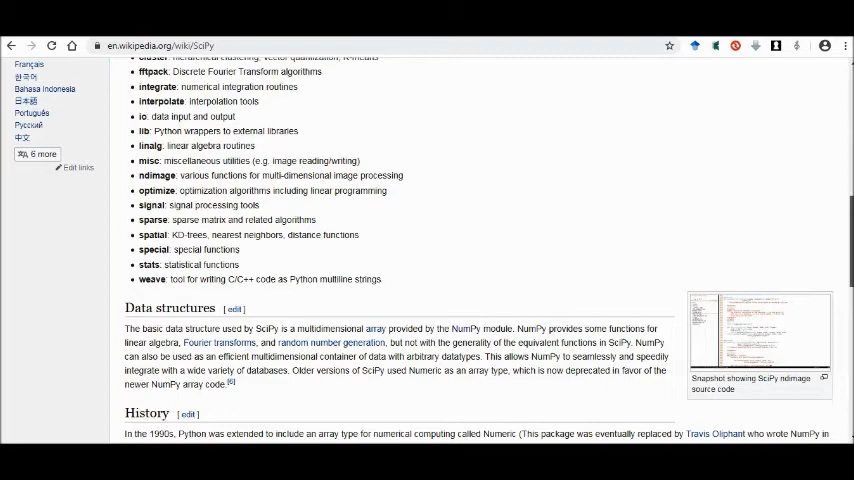 en.wikipedia.org/wiki/SciPy
Français
한국어
Bahasa Indonesia
日本語
Português
Русский
中文
6 more
Edit links
cluster: hierarchical clustering, vector quantization, K-means
fftpack: Discrete Fourier Transform algorithms
integrate: numerical integration routines
interpolate: interpolation tools
io: data input and output
lib: Python wrappers to external libraries
linalg: linear algebra routines
misc: miscellaneous utilities (e.g. image reading/writing)
ndimage: various functions for multi-dimensional image processing
optimize: optimization algorithms including linear programming
signal: signal processing tools
sparse: sparse matrix and related algorithms
spatial: KD-trees, nearest neighbors, distance functions
special: special functions
stats: statistical functions
weave: tool for writing C/C++ code as Python multiline strings
Data structures [ edit ]
The basic data structure used by SciPy is a multidimensional array provided by the NumPy module. NumPy provides some functions for
linear algebra, Fourier transforms, and random number generation, but not with the generality of the equivalent functions in SciPy. NumPy
can also be used as an efficient multidimensional container of data with arbitrary datatypes. This allows NumPy to seamlessly and speedily
integrate with a wide variety of databases. Older versions of SciPy used Numeric as an array type, which is now deprecated in favor of the
newer NumPy array code.[6]
Snapshot showing SciPy ndimage
source code
History [ edit ]
In the 1990s, Python was extended to include an array type for numerical computing called Numeric (This package was eventually replaced by Travis Oliphant who wrote NumPy in